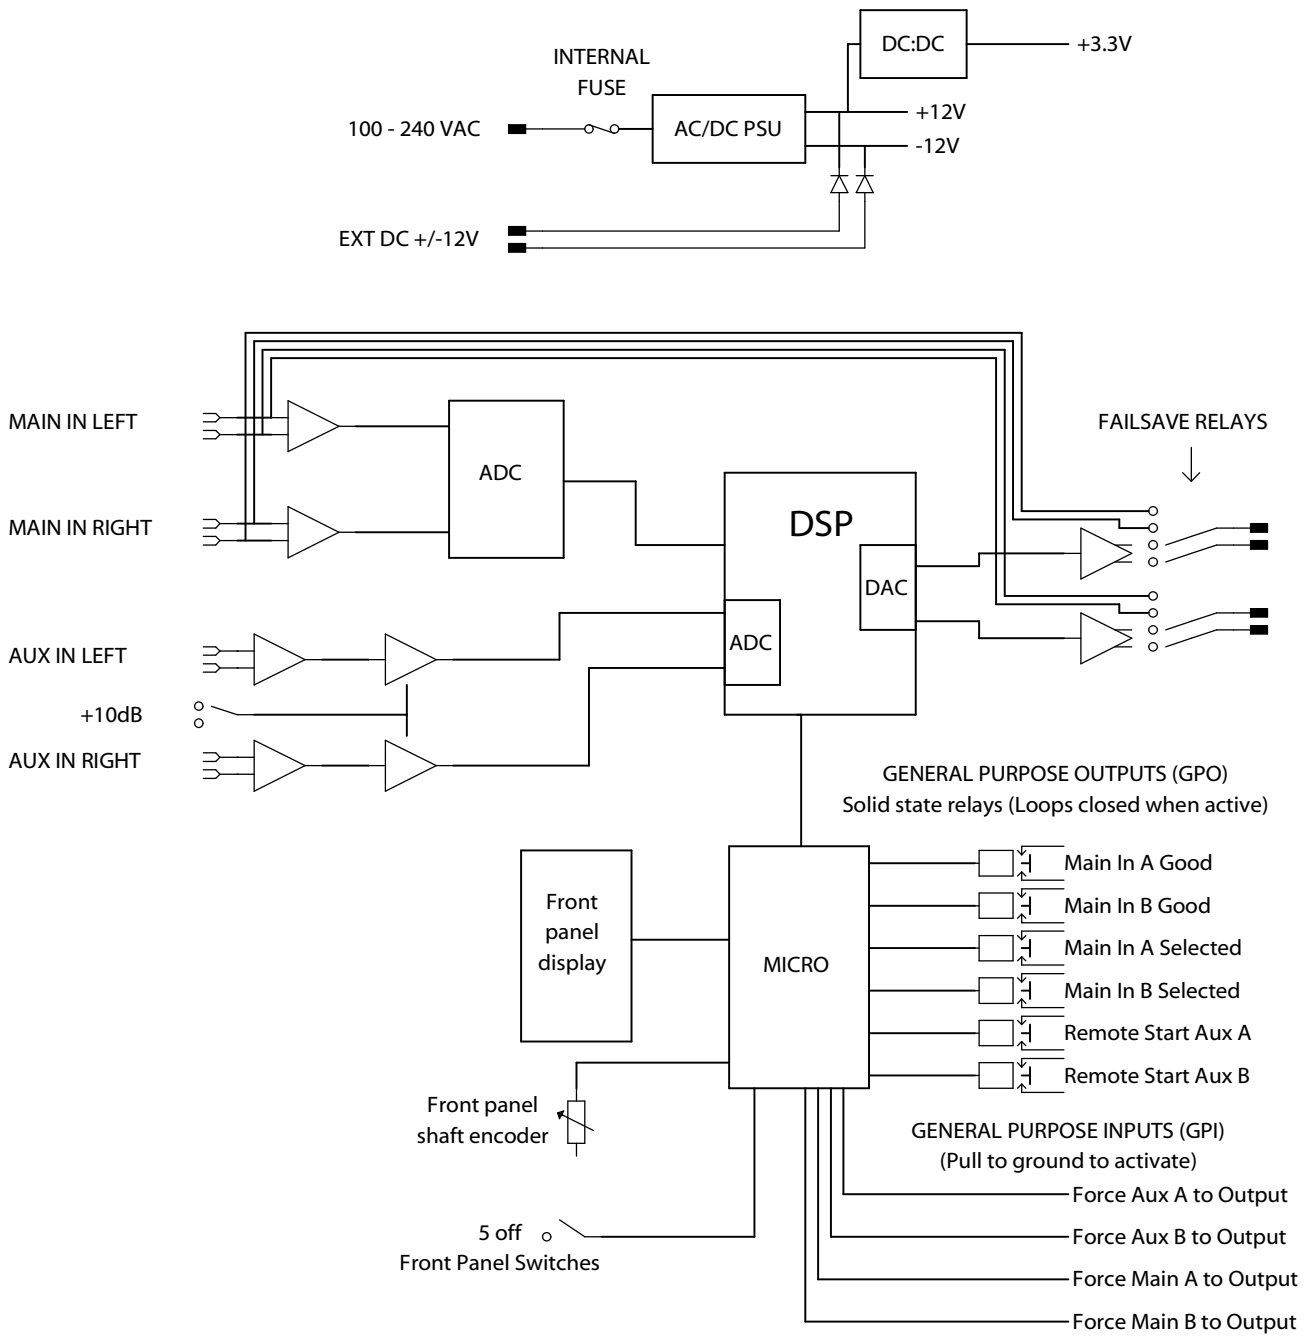 DC:DC
+3.3V
INTERNAL
FUSE
100 - 240 VAC
AC/DC PSU
+12V
-12V
EXT DC +/-12V
MAIN IN LEFT
ADC
FAILSAVE RELAYS
MAIN IN RIGHT
DSP
DAC
AUX IN LEFT
ADC
+10dB
AUX IN RIGHT
GENERAL PURPOSE OUTPUTS (GPO)
Solid state relays (Loops closed when active)
Front
panel
display
MICRO
Main In A Good
Main In B Good
Main In A Selected
Main In B Selected
Remote Start Aux A
Remote Start Aux B
Front panel
shaft encoder
GENERAL PURPOSE INPUTS (GPI)
(Pull to ground to activate)
Force Aux A to Output
5 off
Front Panel Switches
Force Aux B to Output
Force Main A to Output
Force Main B to Output